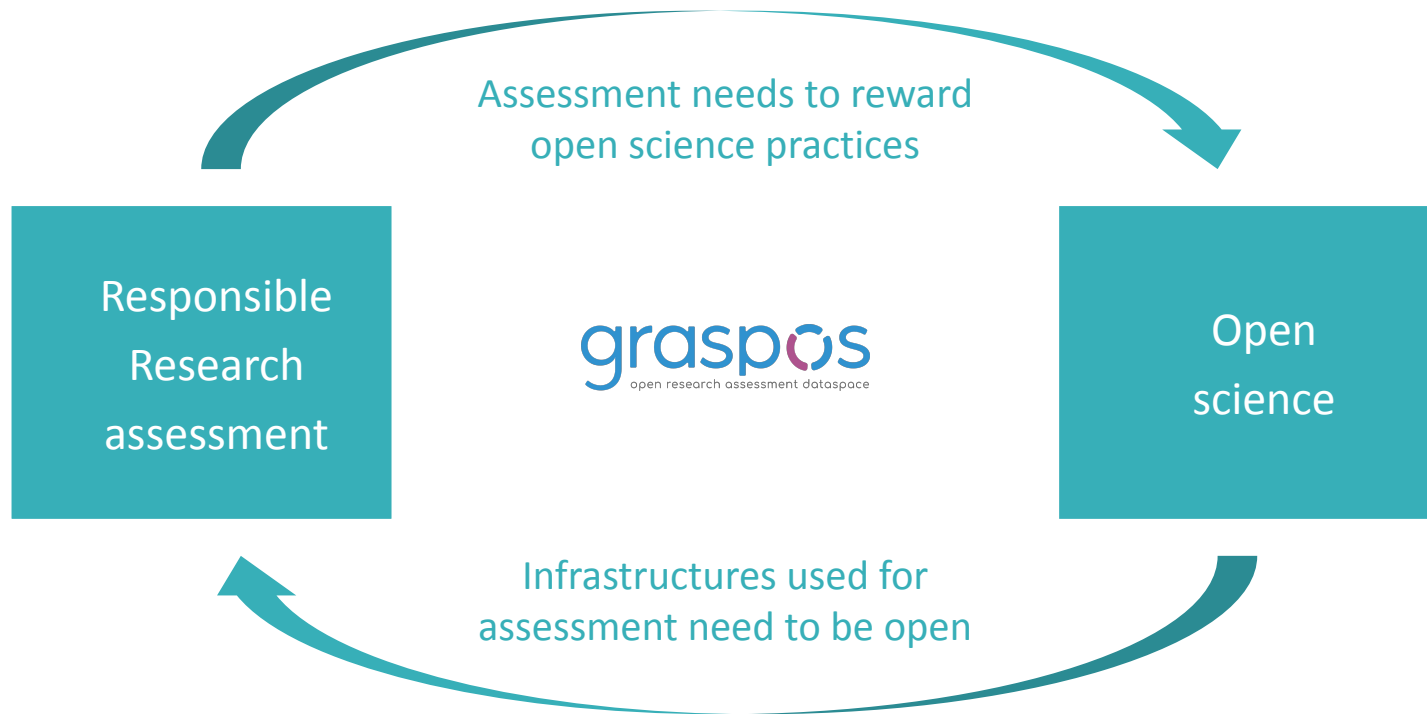 Assessment needs to reward
open science practices
Responsible
Research
assessment
graspos
open research assessment dataspace
Open
science
Infrastructures used for
assessment need to be open